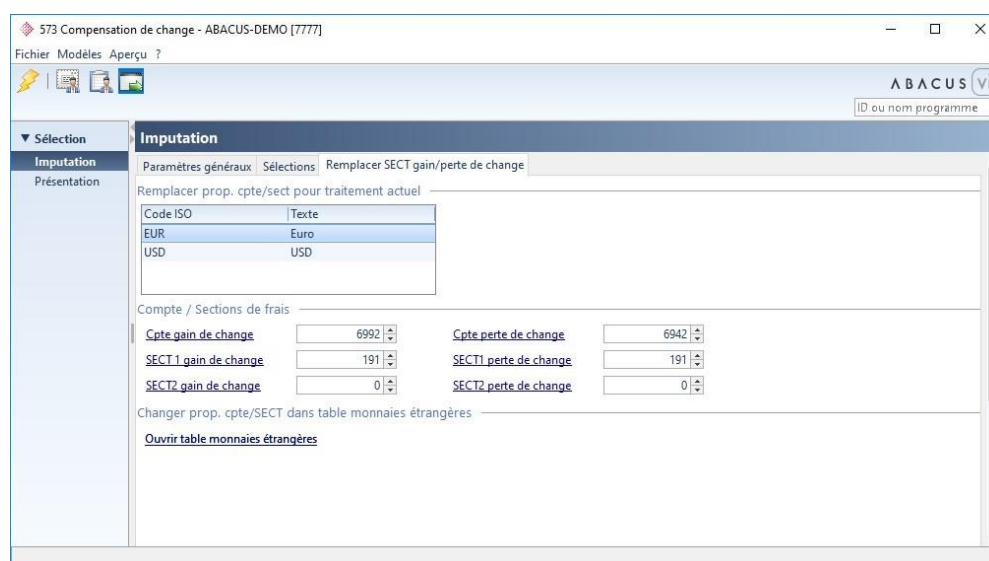 573 Compensation de change - ABACUS-DEMO [7777]
Fichier Modèles Aperçu ?
ABACUS vi
ID ou nom programme
Sélection
Imputation
Présentation
Imputation
Paramètres généraux Sélections Remplacer SECT gain/perte de change
Remplacer prop. cpte/sect pour traitement actuel
Code ISO Texte
EUR Euro
USD USD
Compte / Sections de frais
Cpte gain de change 6992 Cpte perte de change 6942
SECT 1 gain de change 191 SECT1 perte de change 191
SECT2 gain de change 0 SECT2 perte de change 0
Changer prop. cpte/SECT dans table monnaies étrangères
Ouvrir table monnaies étrangères